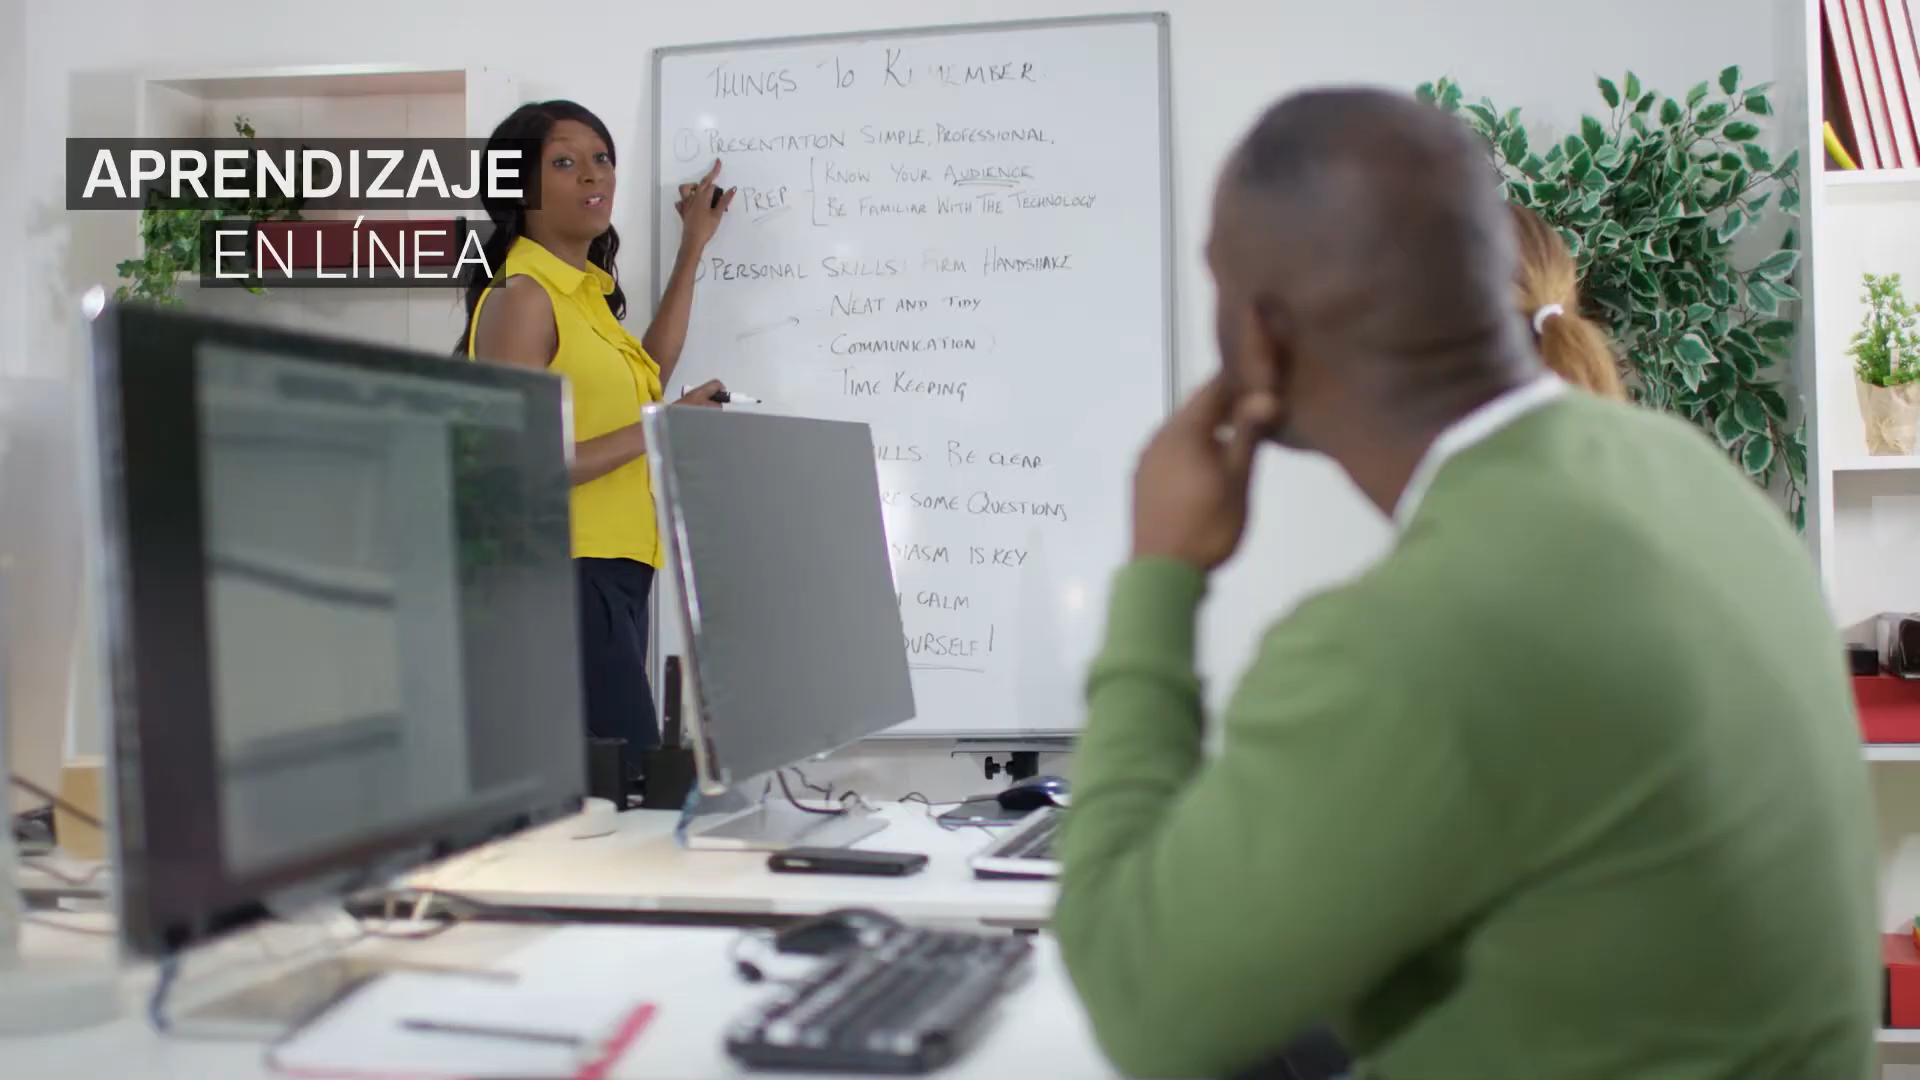 APRENDIZAJE
EN LÍNEA
THINGS TO REMEMBER
① PRESENTATION SIMPLE, PROFESSIONAL.
PREP { KNOW YOUR AUDIENCE
BE FAMILIAR WITH THE TECHNOLOGY
PERSONAL SKILLS: FIRM HANDSHAKE
- NEAT AND TIDY
- COMMUNICATION
TIME KEEPING
BE CLEAR
SOME QUESTIONS
IS KEY
CALM